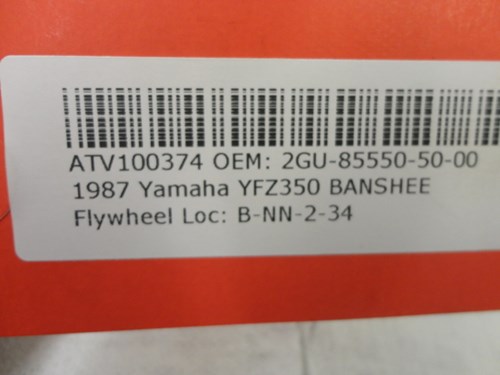 ATV100374 OEM: 2GU-85550-50-00
1987 Yamaha YFZ350 BANSHEE
Flywheel Loc: B-NN-2-34